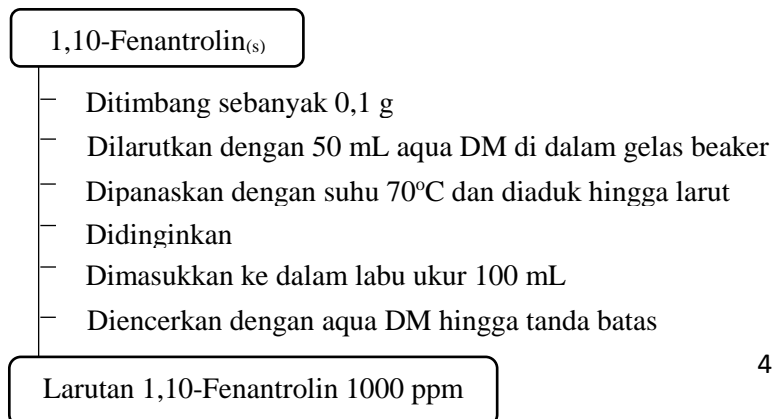 1,10-Fenantrolin(s)
Ditimbang sebanyak 0,1 g
Dilarutkan dengan 50 mL aqua DM di dalam gelas beaker
Dipanaskan dengan suhu 70ºC dan diaduk hingga larut
Didinginkan
Dimasukkan ke dalam labu ukur 100 mL
Diencerkan dengan aqua DM hingga tanda batas
4
Larutan 1,10-Fenantrolin 1000 ppm